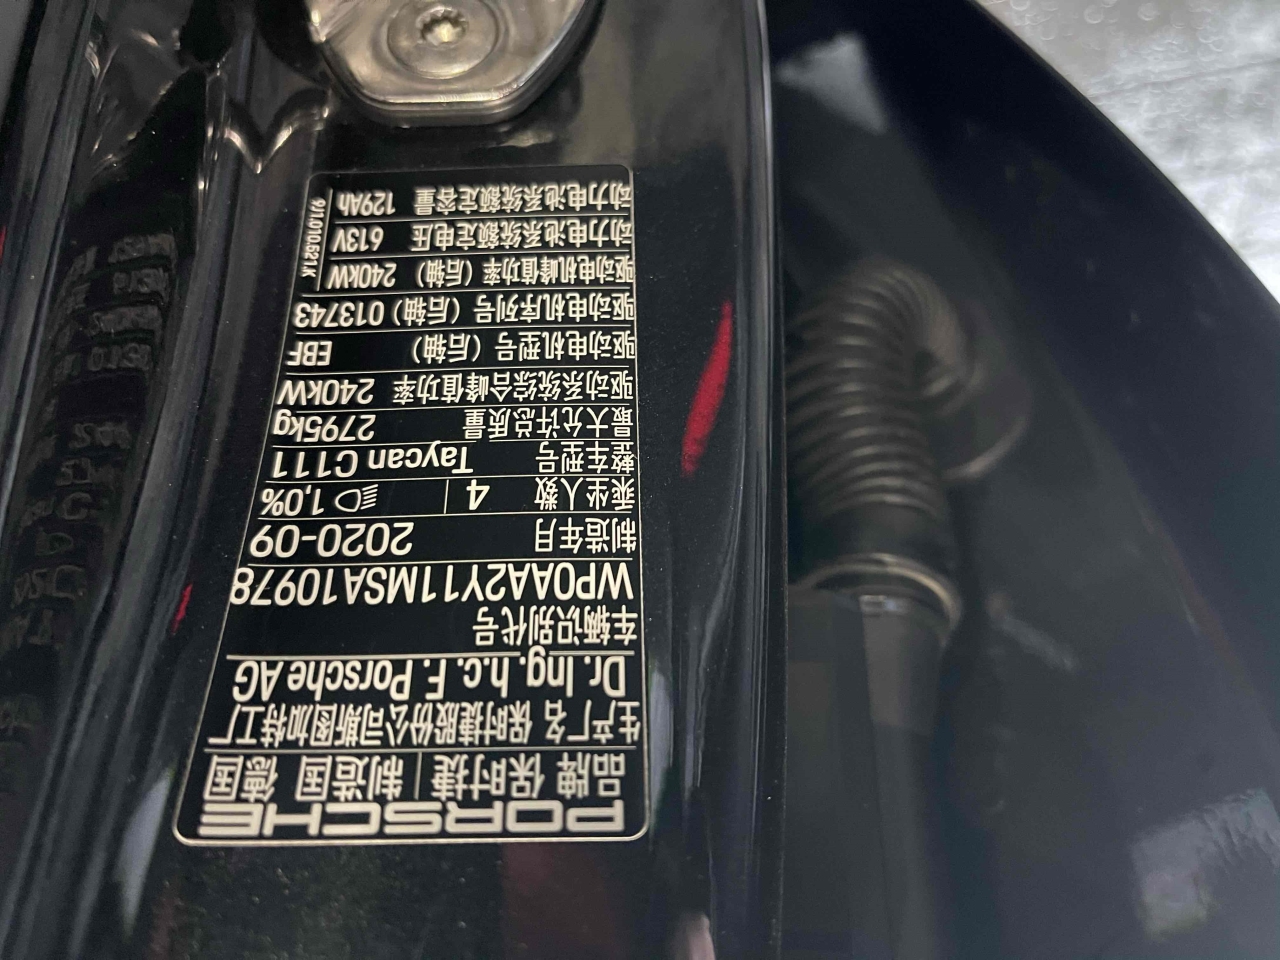 PORSCHE
品牌 保时捷 制造国 德国
生产厂名 保时捷股份公司斯图加特工厂
Dr. Ing. h.c. F. Porsche AG
车辆识别代号
WP0AA2Y11MSA10978
制造年月 2020-09
乘坐人数 4 1,0%
整车型号 Taycan C111
最大允许总质量 2795kg
驱动系统综合峰值功率 240kW
驱动电机型号（后轴） EBF
驱动电机序列号（后轴）013743
驱动电机峰值功率（后轴） 240kW
动力电池系统额定电压 613V
动力电池系统额定容量 129Ah
9J1.010.521.K